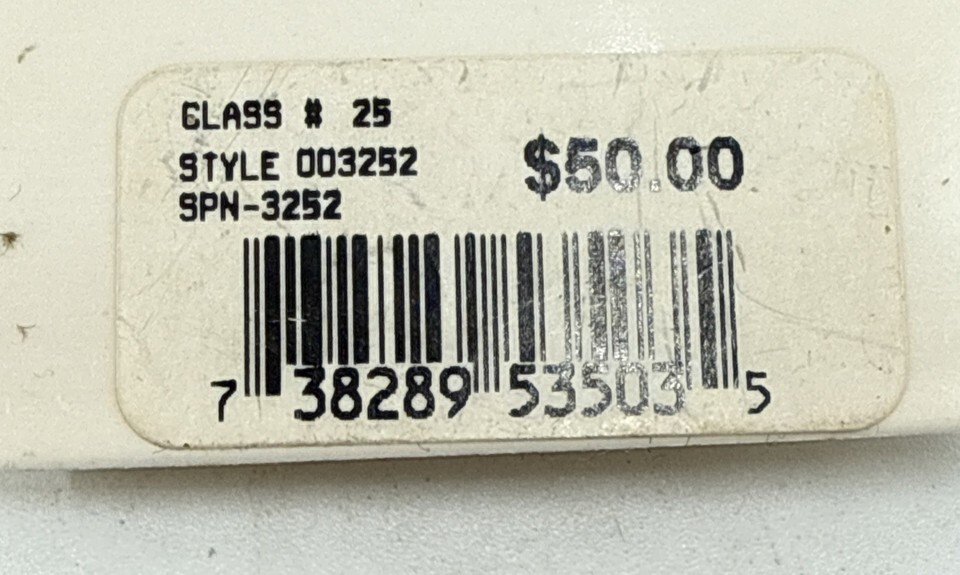 CLASS # 25
STYLE 003252
SPN-3252
$50.00
7 38289 53503 5